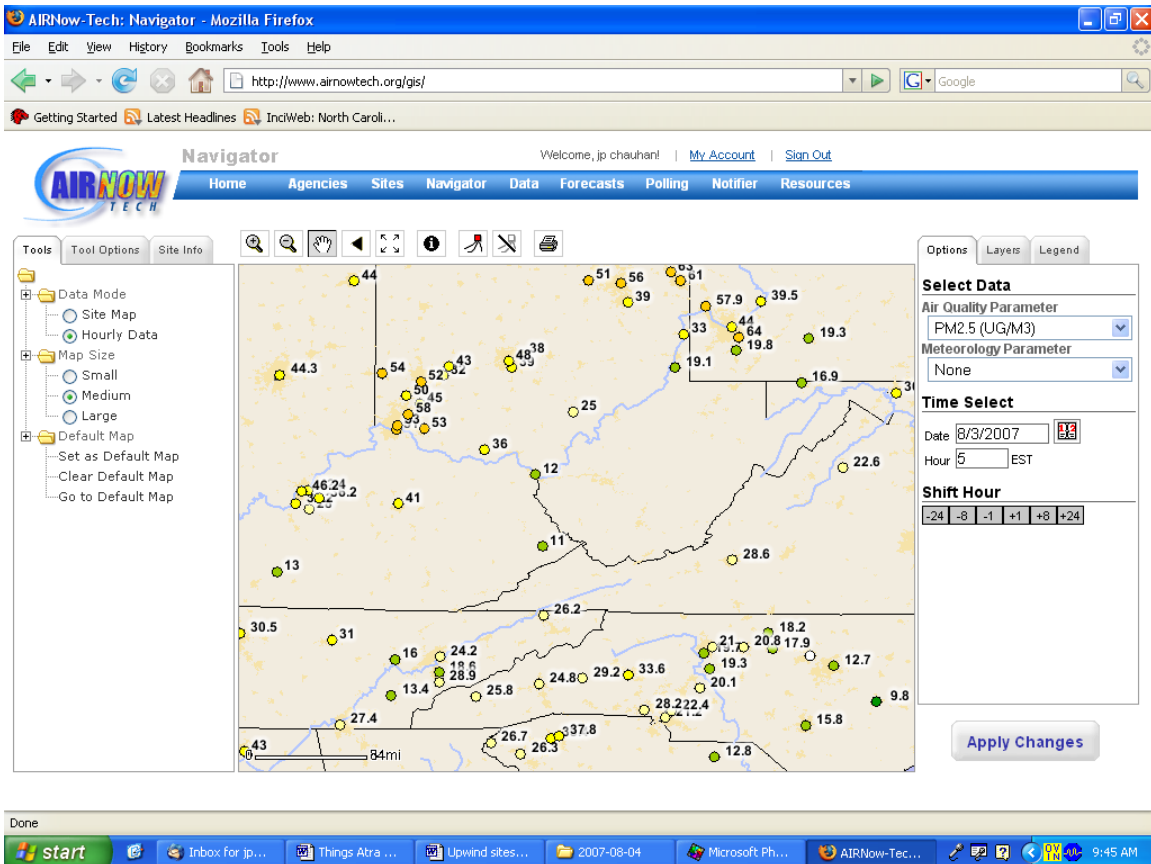 AIRNow-Tech: Navigator - Mozilla Firefox
File Edit View History Bookmarks Tools Help
http://www.airnowtech.org/gis/
G Google
Getting Started Latest Headlines InciWeb: North Caroli...
AIRNOW TECH
Navigator
Welcome, jp chauhan! | My Account | Sign Out
Home Agencies Sites Navigator Data Forecasts Polling Notifier Resources
Tools Tool Options Site Info
Data Mode
Site Map
Hourly Data
Map Size
Small
Medium
Large
Default Map
Set as Default Map
Clear Default Map
Go to Default Map
44 51 56 63 61
39 57.9 39.5
33 44 64 19.3
19.8
48 38
43
44.3 54 52 19.1 16.9
50 45 25
58 53
36
12 22.6
46.2
41
11
13 28.6
26.2
30.5 31 18.2
16 24.2 21 20.8 17.9
18.6 19.3 12.7
28.9 24.8 29.2 33.6
13.4 25.8 20.1
9.8
27.4 28.2 22.4 15.8
43 26.7 37.8
26.3 12.8
0 84mi
Options Layers Legend
Select Data
Air Quality Parameter
PM2.5 (UG/M3)
Meteorology Parameter
None
Time Select
Date 8/3/2007
Hour 5 EST
Shift Hour
-24 -8 -1 +1 +8 +24
Apply Changes
Done
start Inbox for jp... Things Atra ... Upwind sites... 2007-08-04 Microsoft Ph... AIRNow-Tec... 9:45 AM